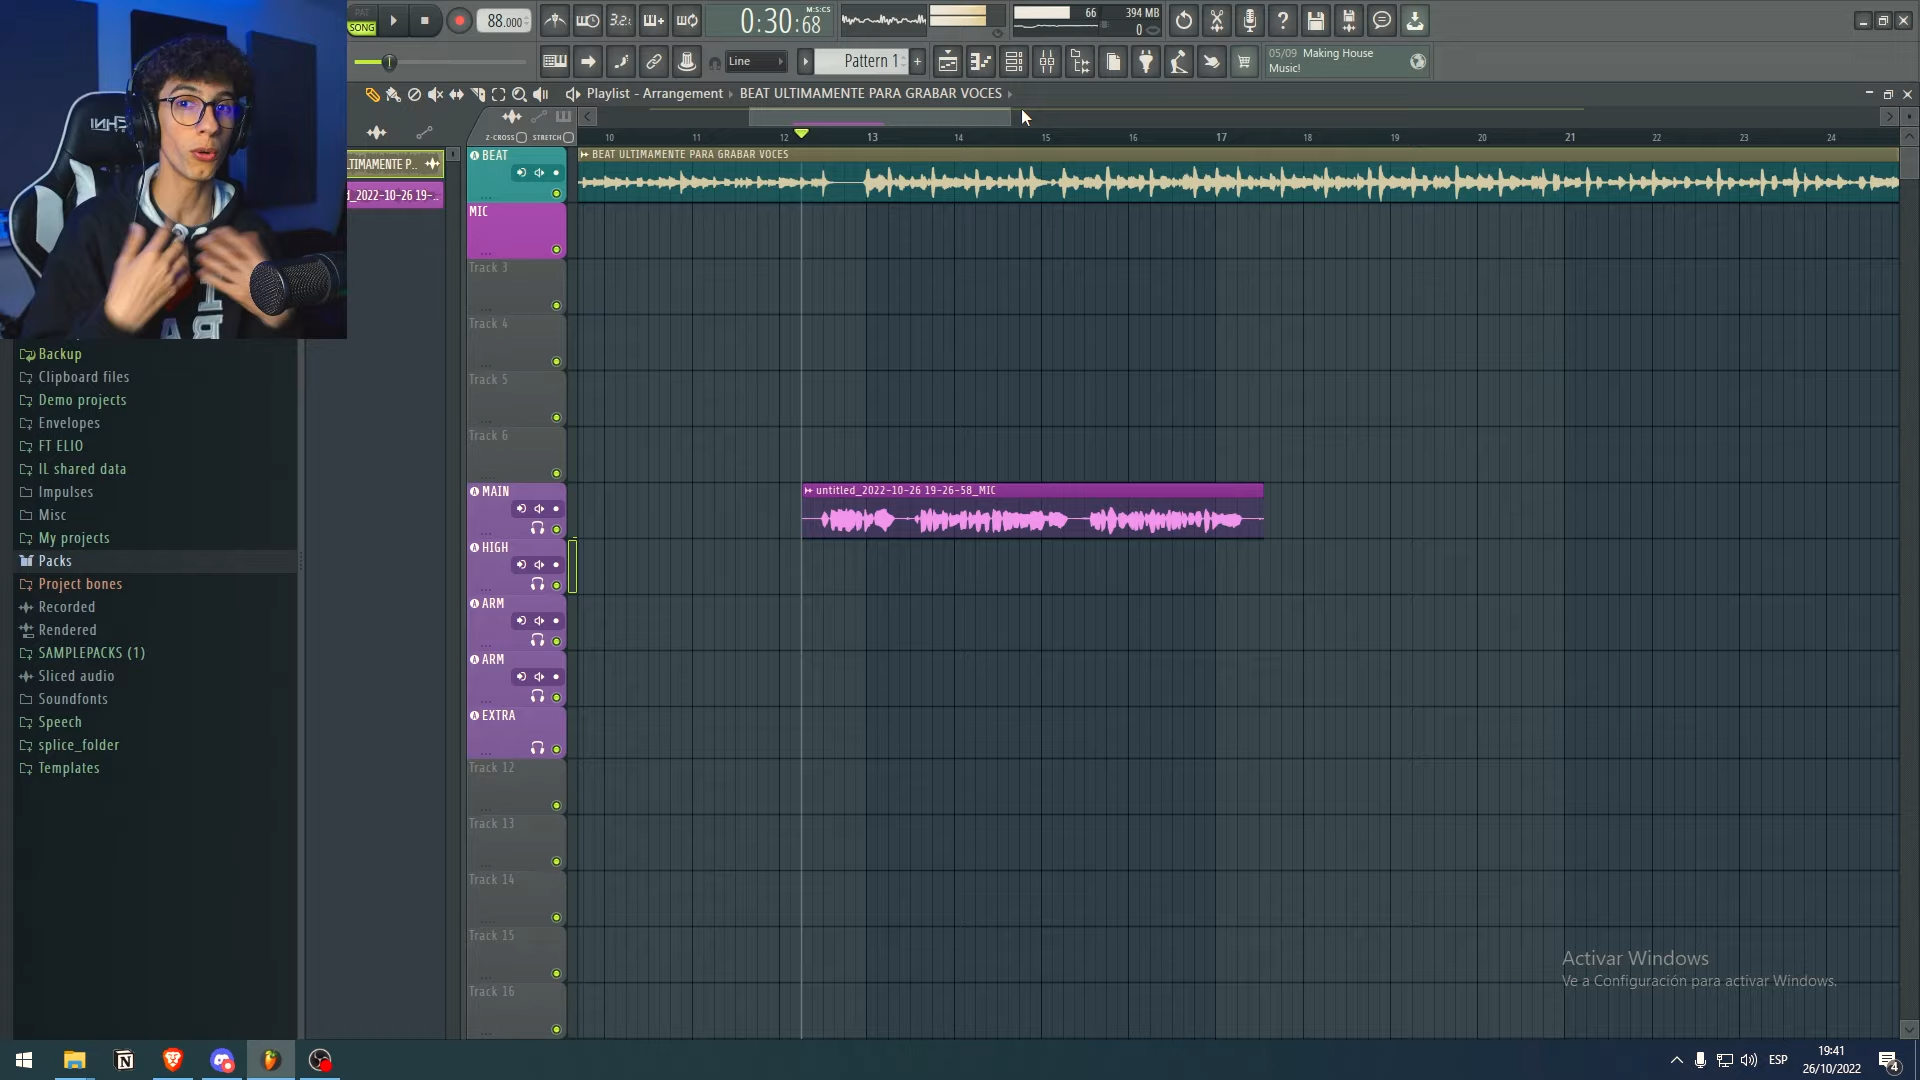 PAT
SONG
88.000
3.2.
0:30:68
M:S:CS
66
394 MB
0
Line
Pattern 1
05/09 Making House
Music!
Playlist - Arrangement
BEAT ULTIMAMENTE PARA GRABAR VOCES
Z-CROSS
STRETCH
10
11
12
13
14
15
16
17
18
19
20
21
22
23
24
LTIMAMENTE P..
_2022-10-26 19-..
BEAT
BEAT ULTIMAMENTE PARA GRABAR VOCES
MIC
Track 3
Track 4
Track 5
Track 6
MAIN
untitled_2022-10-26 19-26-58_MIC
HIGH
ARM
ARM
EXTRA
Track 12
Track 13
Track 14
Track 15
Track 16
Backup
Clipboard files
Demo projects
Envelopes
FT ELIO
IL shared data
Impulses
Misc
My projects
Packs
Project bones
Recorded
Rendered
SAMPLEPACKS (1)
Sliced audio
Soundfonts
Speech
splice_folder
Templates
Activar Windows
Ve a Configuración para activar Windows.
ESP
19:41
26/10/2022
4